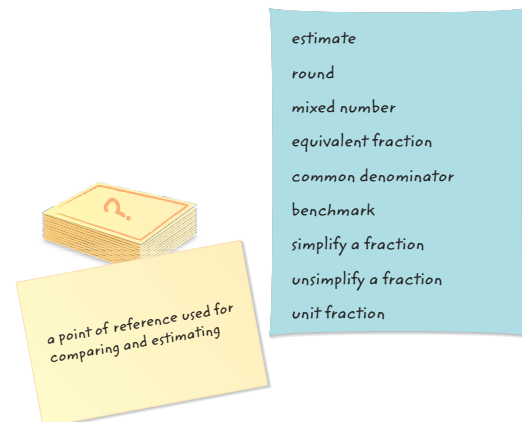 estimate
round
mixed number
equivalent fraction
common denominator
benchmark
simplify a fraction
unsimplify a fraction
unit fraction
?
a point of reference used for
comparing and estimating